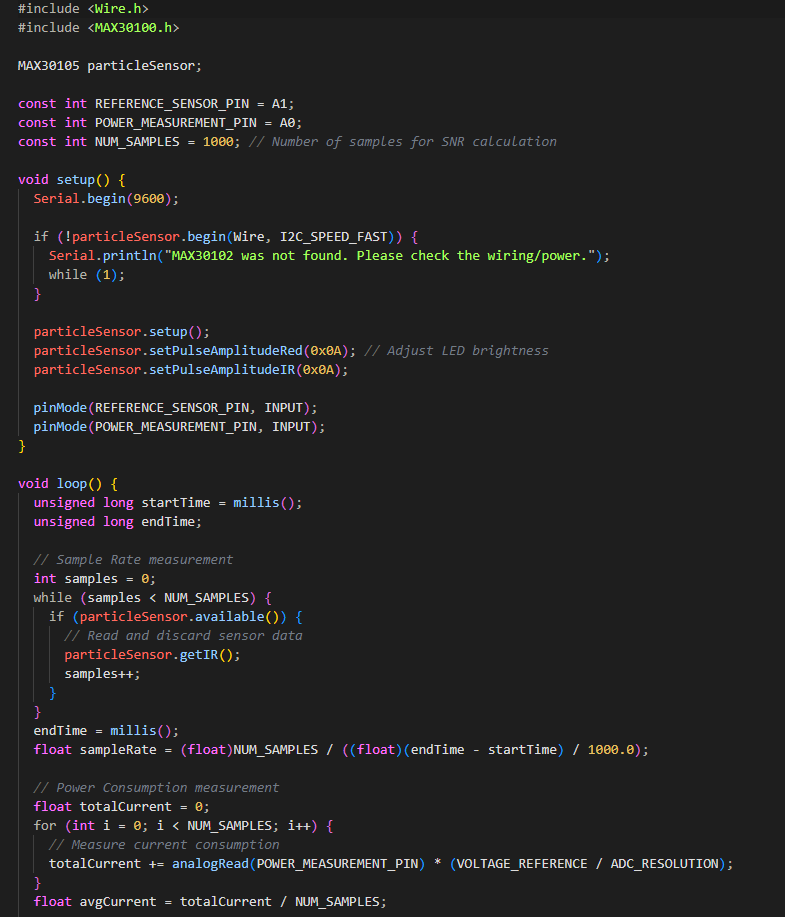 #include <Wire.h>
#include <MAX30100.h>
MAX30105 particleSensor;
const int REFERENCE_SENSOR_PIN = A1;
const int POWER_MEASUREMENT_PIN = A0;
const int NUM_SAMPLES = 1000; // Number of samples for SNR calculation
void setup() {
  Serial.begin(9600);
  if (!particleSensor.begin(Wire, I2C_SPEED_FAST)) {
    Serial.println("MAX30102 was not found. Please check the wiring/power.");
    while (1);
  }
  particleSensor.setup();
  particleSensor.setPulseAmplitudeRed(0x0A); // Adjust LED brightness
  particleSensor.setPulseAmplitudeIR(0x0A);
  pinMode(REFERENCE_SENSOR_PIN, INPUT);
  pinMode(POWER_MEASUREMENT_PIN, INPUT);
}
void loop() {
  unsigned long startTime = millis();
  unsigned long endTime;
  // Sample Rate measurement
  int samples = 0;
  while (samples < NUM_SAMPLES) {
    if (particleSensor.available()) {
      // Read and discard sensor data
      particleSensor.getIR();
      samples++;
    }
  }
  endTime = millis();
  float sampleRate = (float)NUM_SAMPLES / ((float)(endTime - startTime) / 1000.0);
  // Power Consumption measurement
  float totalCurrent = 0;
  for (int i = 0; i < NUM_SAMPLES; i++) {
    // Measure current consumption
    totalCurrent += analogRead(POWER_MEASUREMENT_PIN) * (VOLTAGE_REFERENCE / ADC_RESOLUTION);
  }
  float avgCurrent = totalCurrent / NUM_SAMPLES;